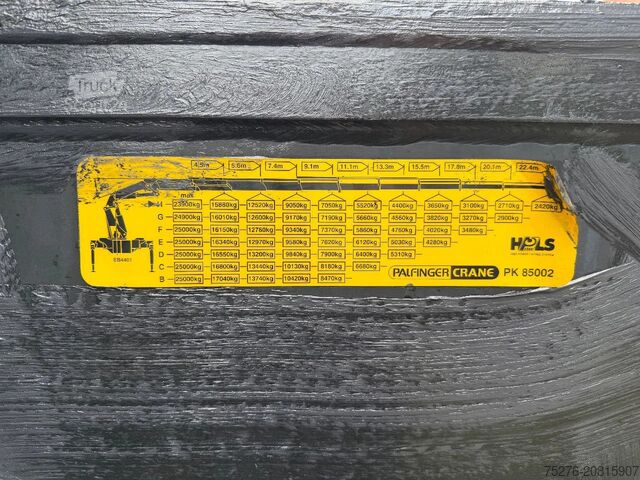 truck
4.5m 5.6m 7.4m 9.1m 11.1m 13.3m 15.5m 17.8m 20.1m 22.4m
max
H 23900kg 15880kg 12520kg 9050kg 7050kg 5520kg 4400kg 3650kg 3100kg 2710kg 2420kg
G 24900kg 16010kg 12600kg 9170kg 7190kg 5660kg 4560kg 3820kg 3270kg 2900kg
F 25000kg 16150kg 12760kg 9340kg 7370kg 5860kg 4760kg 4020kg 3480kg
E 25000kg 16340kg 12970kg 9580kg 7620kg 6120kg 5030kg 4280kg
D 25000kg 16550kg 13200kg 9840kg 7900kg 6400kg 5310kg
C 25000kg 16800kg 13440kg 10130kg 8180kg 6680kg
B 25000kg 17040kg 13740kg 10420kg 8470kg
HPLS
PALFINGER CRANE PK 85002
75276-20315907